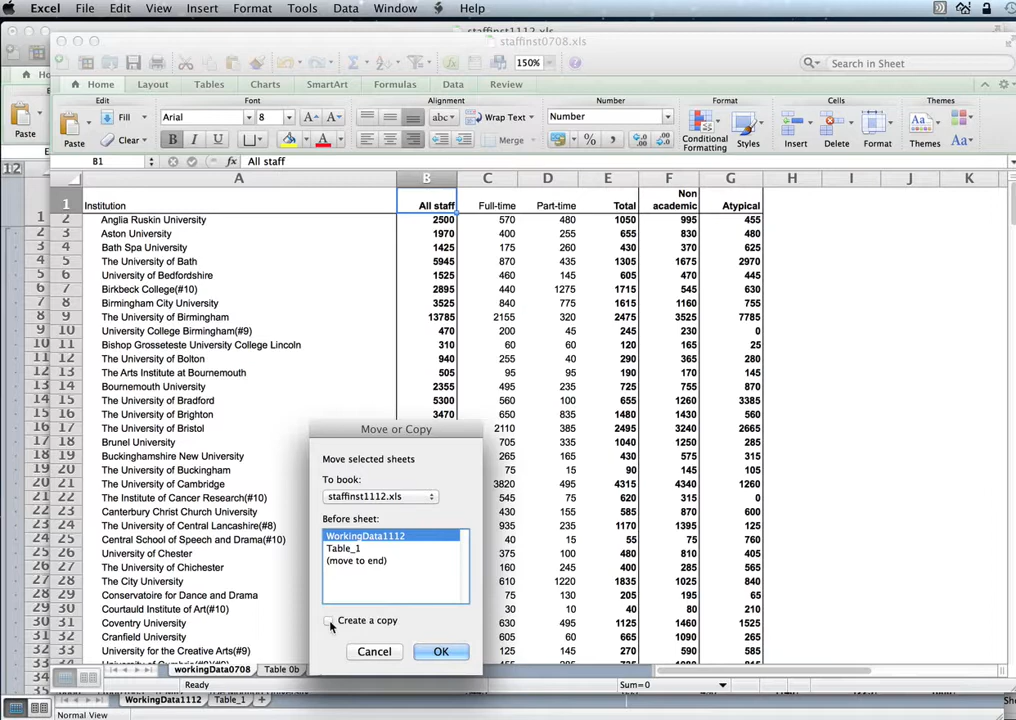 Excel File Edit View Insert Format Tools Data Window Help
staffinst1112.xls
staffinst0708.xls
150%
Search in Sheet
Home Layout Tables Charts SmartArt Formulas Data Review
Edit Font Alignment Number Format Cells Themes
Paste Fill Arial 8 A A abc Wrap Text Number
Paste Clear B I U A Merge % Conditional Formatting Styles Insert Delete Format Themes Aa
B1 fx All staff
A B C D E F G H I J K
1 Institution All staff Full-time Part-time Total Non academic Atypical
2 Anglia Ruskin University 2500 570 480 1050 995 455
3 Aston University 1970 400 255 655 830 480
4 Bath Spa University 1425 175 260 430 370 625
5 The University of Bath 5945 870 435 1305 1675 2970
6 University of Bedfordshire 1525 460 145 605 470 445
7 Birkbeck College(#10) 2895 440 1275 1715 545 630
8 Birmingham City University 3525 840 775 1615 1160 755
9 The University of Birmingham 13785 2155 320 2475 3525 7785
10 University College Birmingham(#9) 470 200 45 245 230 0
11 Bishop Grosseteste University College Lincoln 310 60 60 120 165 25
12 The University of Bolton 940 255 40 290 365 280
13 The Arts Institute at Bournemouth 505 95 95 190 170 145
14 Bournemouth University 2355 495 235 725 755 870
15 The University of Bradford 5300 560 100 655 1260 3385
16 The University of Brighton 3470 650 835 1480 1430 560
17 The University of Bristol 2110 385 2495 3240 2665
18 Brunel University 705 335 1040 1250 285
19 Buckinghamshire New University 265 165 430 575 315
20 The University of Buckingham 75 15 90 145 105
21 The University of Cambridge 3820 495 4315 4340 1260
22 The Institute of Cancer Research(#10) 545 75 620 315 0
23 Canterbury Christ Church University 430 155 585 870 600
24 The University of Central Lancashire(#8) 935 235 1170 1395 125
25 Central School of Speech and Drama(#10) 40 15 55 75 760
26 University of Chester 375 100 480 810 405
27 The University of Chichester 160 245 400 285 565
28 The City University 610 1220 1835 1025 840
29 Conservatoire for Dance and Drama 205 195 65
30 Courtauld Institute of Art(#10) 30 10 40 80 210
31 Coventry University 630 495 1125 1460 1525
32 Cranfield University 605 60 665 1090 265
33 University for the Creative Arts(#9) 145 440 585 590 585
Move or Copy
Move selected sheets
To book:
staffinst1112.xls
Before sheet:
WorkingData1112
Table_1
(move to end)
Create a copy
Cancel OK
workingData0708 Table 0b
Ready Sum=0
WorkingData1112 Table_1 +
Normal View